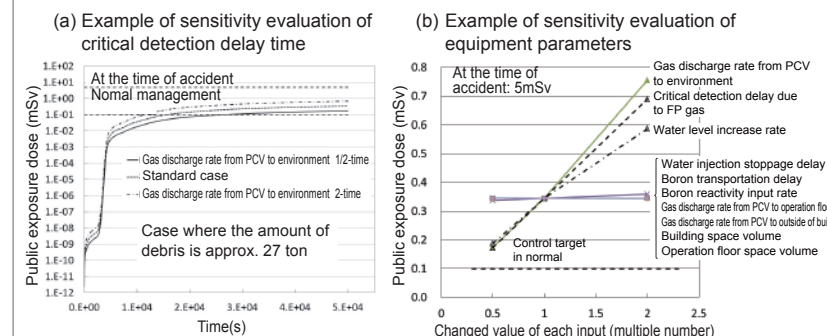 (a) Example of sensitivity evaluation of
critical detection delay time
1.E+02
1.E+01
1.E+00
1.E-01
1.E-02
1.E-03
1.E-04
1.E-05
1.E-06
1.E-07
1.E-08
1.E-09
1.E-10
1.E-11
1.E-12
Public exposure dose (mSv)
At the time of accident
Nomal management
Gas discharge rate from PCV to environment 1/2-time
Standard case
Gas discharge rate from PCV to environment 2-time
Case where the amount of
debris is approx. 27 ton
0.E+00 1.E+04 2.E+04 3.E+04 4.E+04 5.E+04
Time(s)
(b) Example of sensitivity evaluation of
equipment parameters
0.8
0.7
0.6
0.5
0.4
0.3
0.2
0.1
0.0
Public exposure dose (mSv)
At the time of
accident: 5mSv
Control target
in normal
Gas discharge rate from PCV
to environment
Critical detection delay due
to FP gas
Water level increase rate
Water injection stoppage delay
Boron transportation delay
Boron reactivity input rate
Gas discharge rate from PCV to operation flo
Gas discharge rate from PCV to outside of bui
Building space volume
Operation floor space volume
0 0.5 1 1.5 2 2.5
Changed value of each input (multiple number)